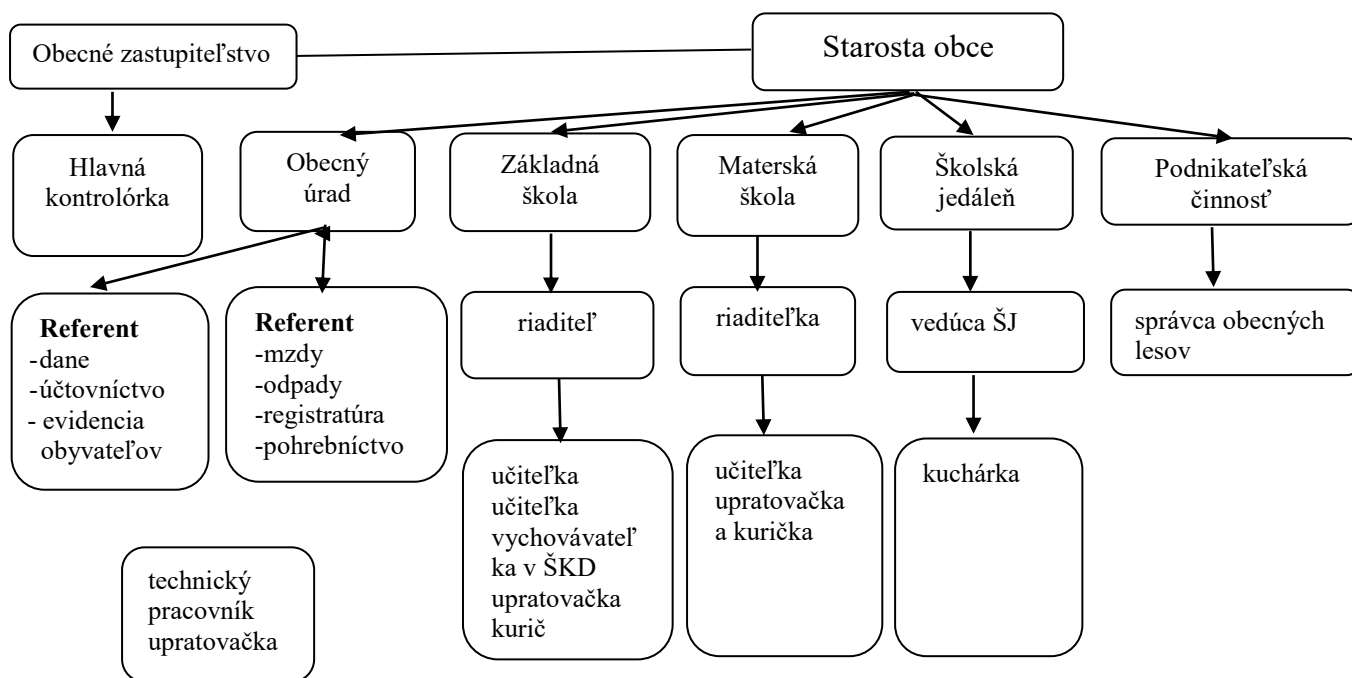 Obecné zastupiteľstvo
Starosta obce
Hlavná
kontrolórka
Obecný
úrad
Základná
škola
Materská
škola
Školská
jedáleň
Podnikateľská
činnosť
Referent
-dane
-účtovníctvo
- evidencia
obyvateľov
Referent
-mzdy
-odpady
-registratúra
-pohrebníctvo
riaditeľ
riaditeľka
vedúca ŠJ
správca obecných
lesov
učiteľka
učiteľka
vychovávateľ
ka v ŠKD
upratovačka
kurič
učiteľka
upratovačka
a kurička
kuchárka
technický
pracovník
upratovačka